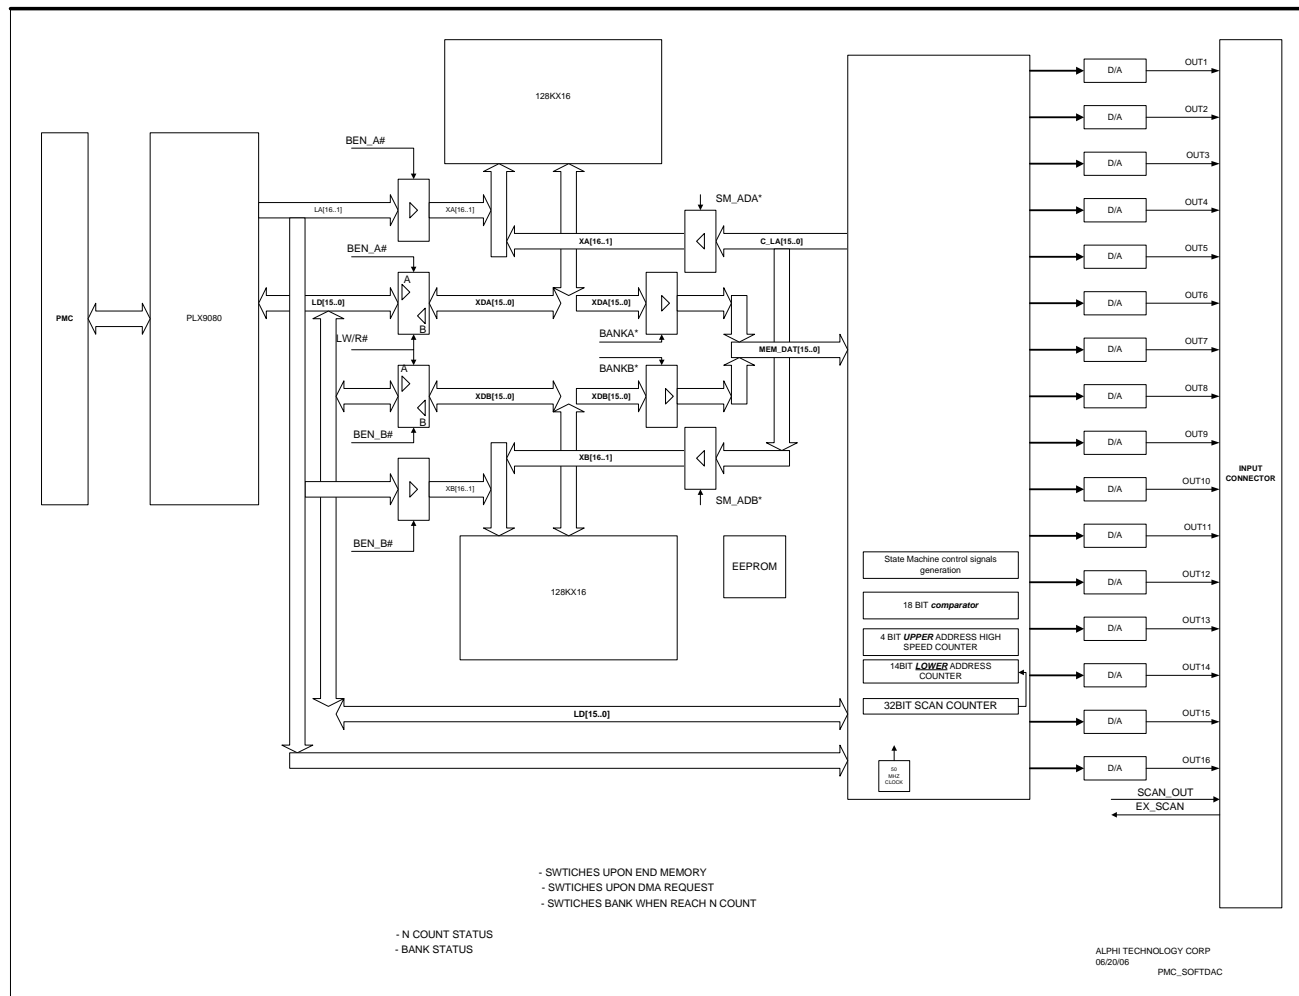 128KX16
PMC
PLX9080
BEN_A#
LA[16..1]
XA[16..1]
SM_ADA*
XA[16..1]
C_LA[15..0]
BEN_A#
A
B
LD[15..0]
XDA[15..0]
XDA[15..0]
BANKA*
LW/R#
MEM_DAT[15..0]
BANKB*
A
B
XDB[15..0]
XDB[15..0]
BEN_B#
XB[16..1]
XB[16..1]
SM_ADB*
BEN_B#
128KX16
EEPROM
State Machine control signals
generation
18 BIT comparator
4 BIT UPPER ADDRESS HIGH
SPEED COUNTER
14BIT LOWER ADDRESS
COUNTER
32BIT SCAN COUNTER
50
MHZ
CLOCK
LD[15..0]
D/A
OUT1
D/A
OUT2
D/A
OUT3
D/A
OUT4
D/A
OUT5
D/A
OUT6
D/A
OUT7
D/A
OUT8
D/A
OUT9
D/A
OUT10
D/A
OUT11
D/A
OUT12
D/A
OUT13
D/A
OUT14
D/A
OUT15
D/A
OUT16
INPUT
CONNECTOR
SCAN_OUT
EX_SCAN
- SWTICHES UPON END MEMORY
- SWTICHES UPON DMA REQUEST
- SWTICHES BANK WHEN REACH N COUNT
- N COUNT STATUS
- BANK STATUS
ALPHI TECHNOLOGY CORP
06/20/06
PMC_SOFTDAC